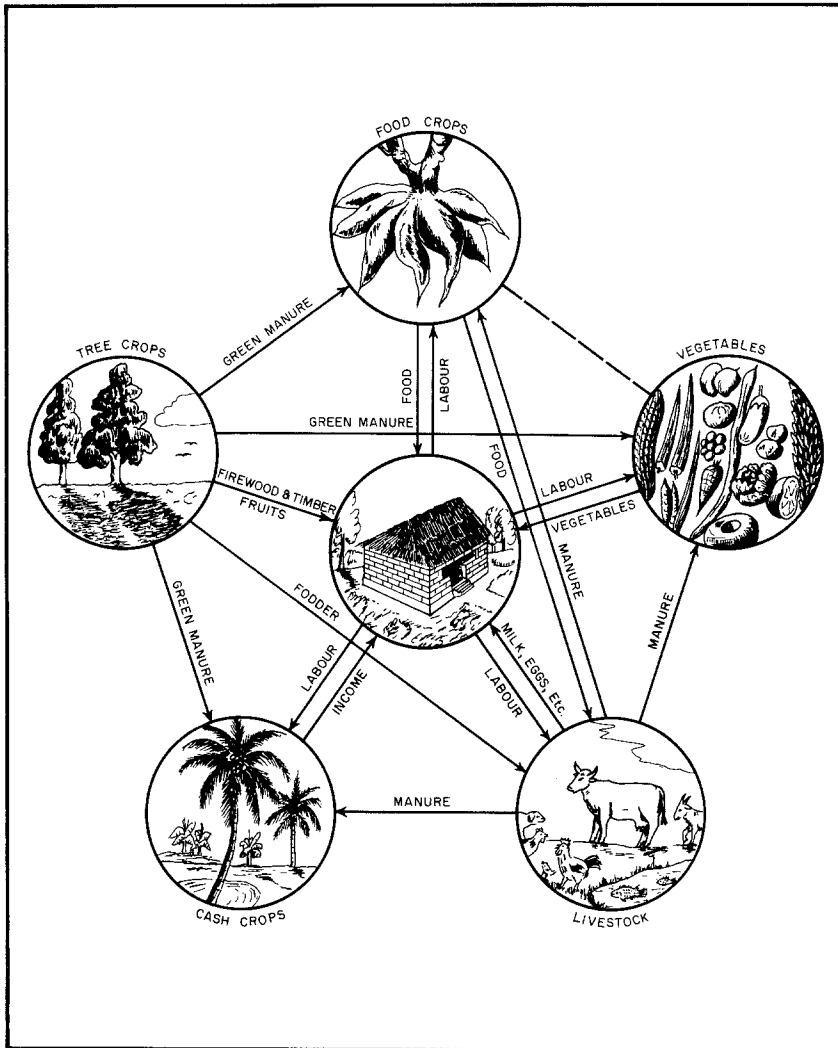 FOOD CROPS
GREEN MANURE
TREE CROPS
VEGETABLES
FOOD
LABOUR
GREEN MANURE
FOOD
FIREWOOD & TIMBER
FRUITS
LABOUR
VEGETABLES
MANURE
GREEN MANURE
FODDER
MANURE
LABOUR
INCOME
MILK, EGGS, Etc.
LABOUR
MANURE
CASH CROPS
LIVESTOCK